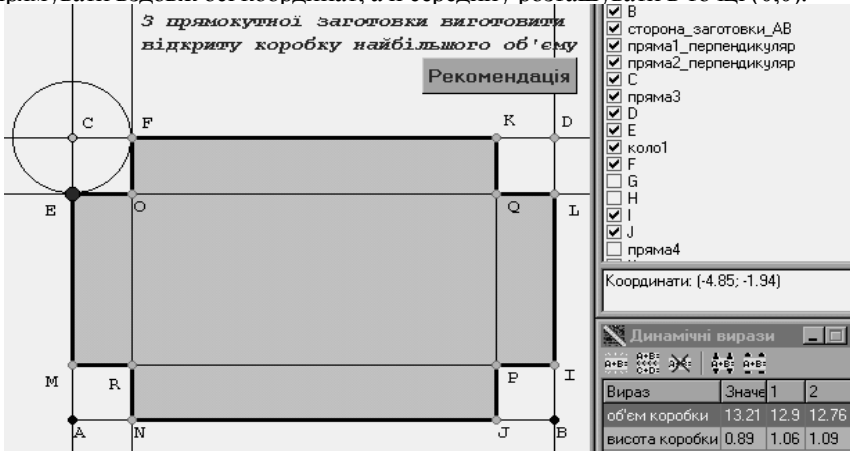 З прямокутної заготовки виготовити
відкриту коробку найбільшого об'єму
Рекомендація
C
F
K
D
E
O
Q
L
M
R
P
I
A
N
J
B
B
сторона_заготовки_AB
пряма1_перпендикуляр
пряма2_перпендикуляр
C
пряма3
D
E
коло1
F
G
H
I
J
пряма4
Координати: (-4.85; -1.94)
Динамічні вирази
Вираз
1
2
об'єм коробки 13.21 12.9 12.76
висота коробки 0.89 1.06 1.09